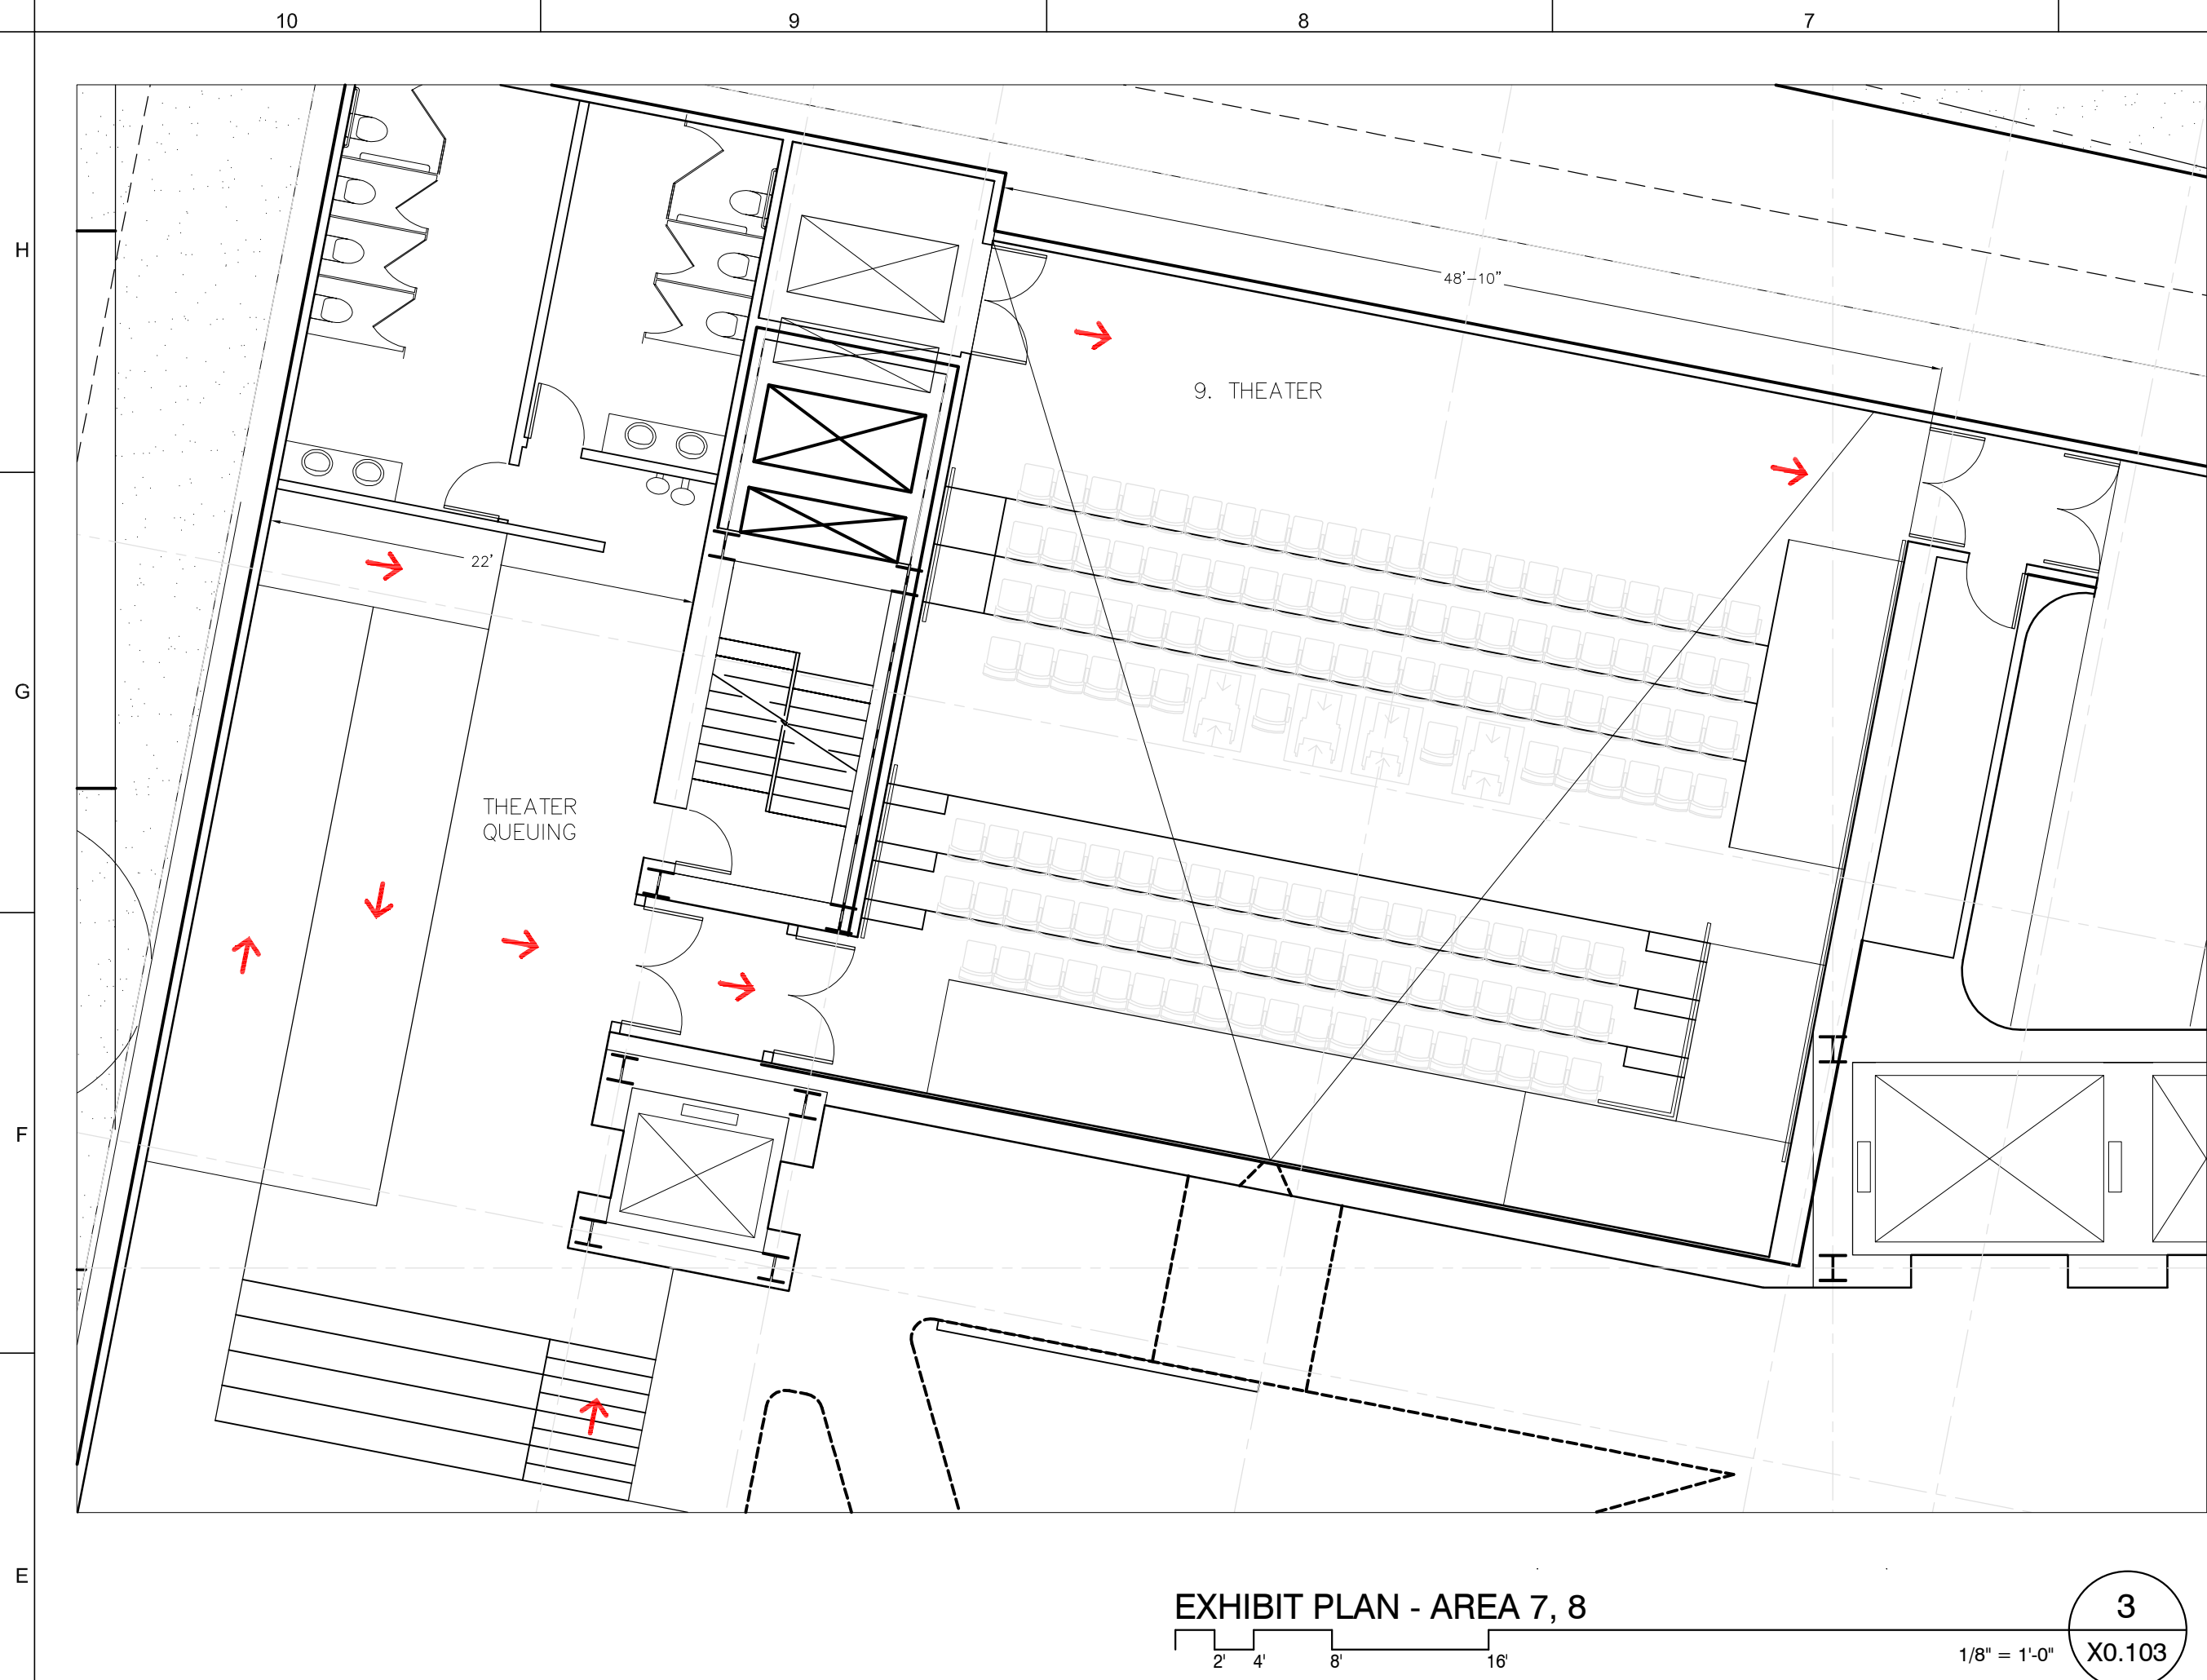 10 9 8 7
H
48'-10"
9. THEATER
22'
G
THEATER
QUEUING
F
E
EXHIBIT PLAN - AREA 7, 8
2' 4' 8' 16'
1/8" = 1'-0"
3
X0.103